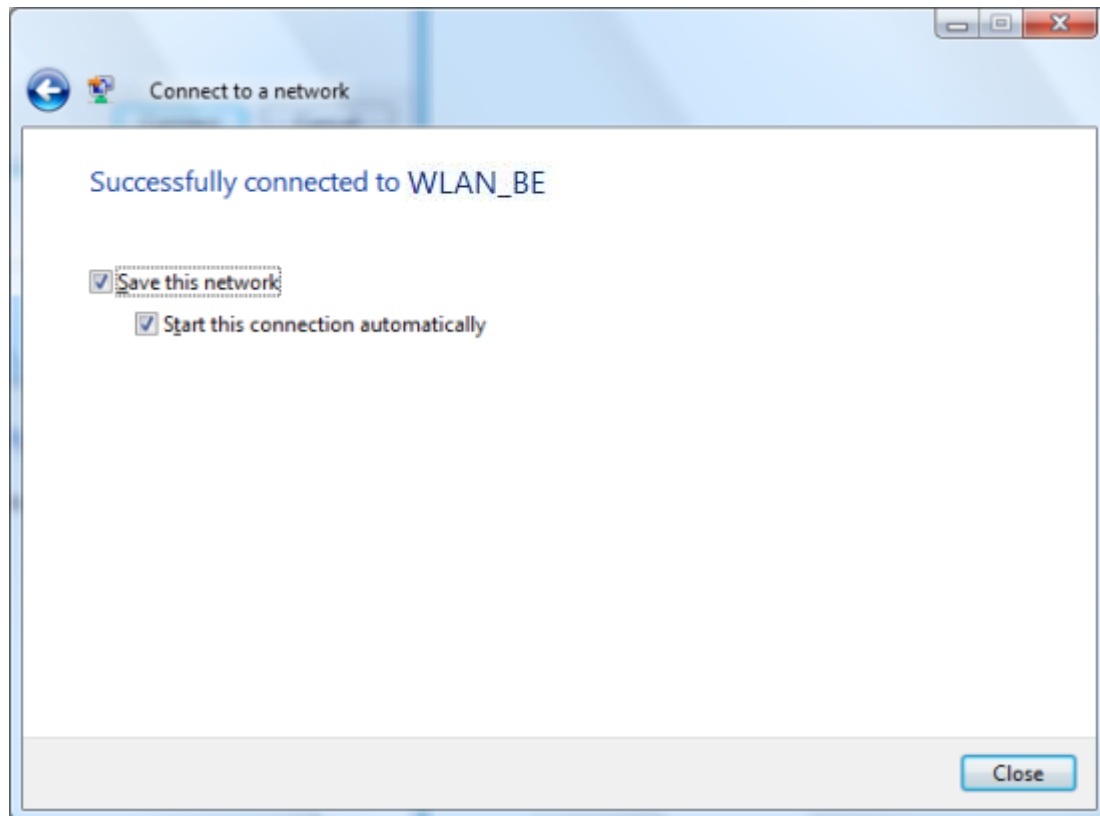 Connect to a network
Successfully connected to WLAN_BE
Save this network
Start this connection automatically
Close